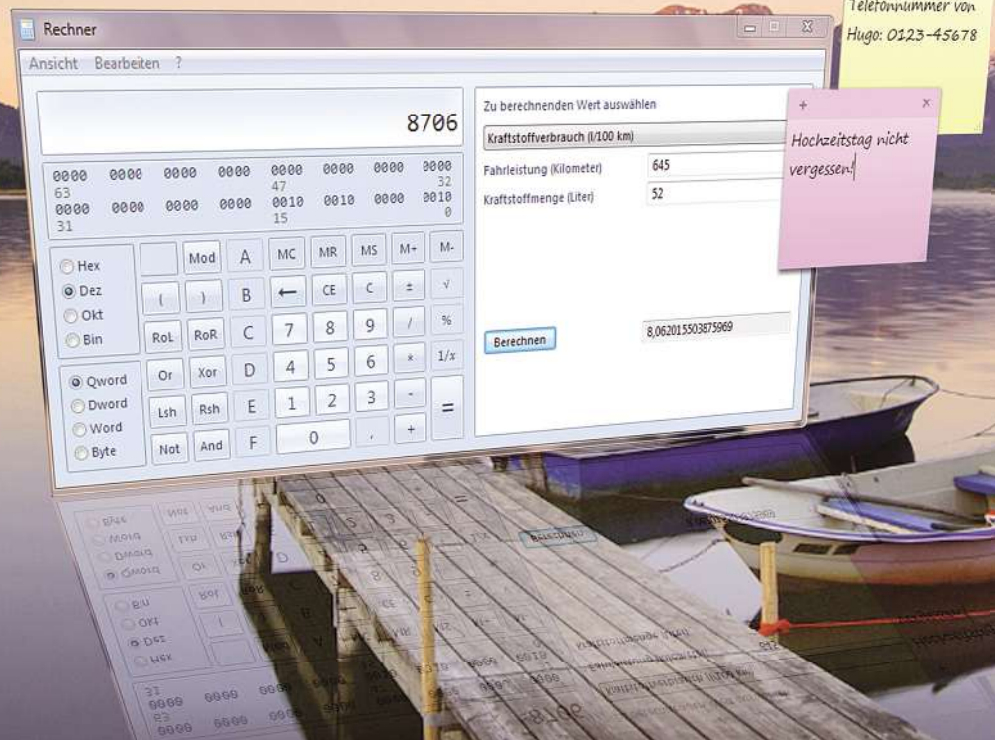 Telefonnummer von
Hugo: 0123-45678
Rechner
Ansicht Bearbeiten ?
8706
0000 0000 0000 0000 0000 0000 0000 0000
63 47 32
0000 0000 0000 0000 0010 0010 0000 0010
31 15 0
Hex
Dez
Okt
Bin
Qword
Dword
Word
Byte
Mod A MC MR MS M+ M-
( ) B ← CE C ± √
RoL RoR C 7 8 9 / %
Or Xor D 4 5 6 * 1/x
Lsh Rsh E 1 2 3 - =
Not And F 0 , +
Zu berechnenden Wert auswählen
Kraftstoffverbrauch (l/100 km)
Fahrleistung (Kilometer) 645
Kraftstoffmenge (Liter) 52
Berechnen 8,062015503875969
+ ×
Hochzeitstag nicht
vergessen!